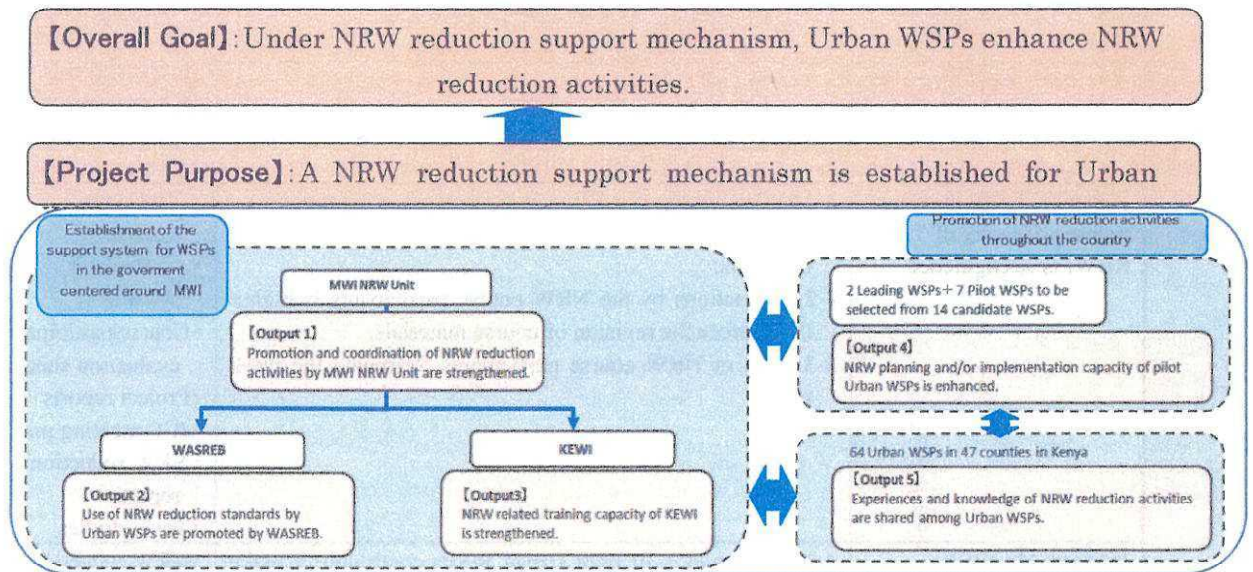 【Overall Goal】: Under NRW reduction support mechanism, Urban WSPs enhance NRW
reduction activities.
【Project Purpose】: A NRW reduction support mechanism is established for Urban
Establishment of the
support system for WSPs
in the goverment
centered around MWI
MWI NRW Unit
【Output 1】
Promotion and coordination of NRW reduction
activities by MWI NRW Unit are strengthened.
WASREB
【Output 2】
Use of NRW reduction standards by
Urban WSPs are promoted by WASREB.
KEWI
【Output3】
NRW related training capacity of KEWI
is strengthened.
Promotion of NRW reduction activities
throughout the country
2 Leading WSPs+ 7 Pilot WSPs to be
selected from 14 candidate WSPs.
【Output 4】
NRW planning and/or implementation capacity of pilot
Urban WSPs is enhanced.
64 Urban WSPs in 47 counties in Kenya
【Output 5】
Experiences and knowledge of NRW reduction activities
are shared among Urban WSPs.